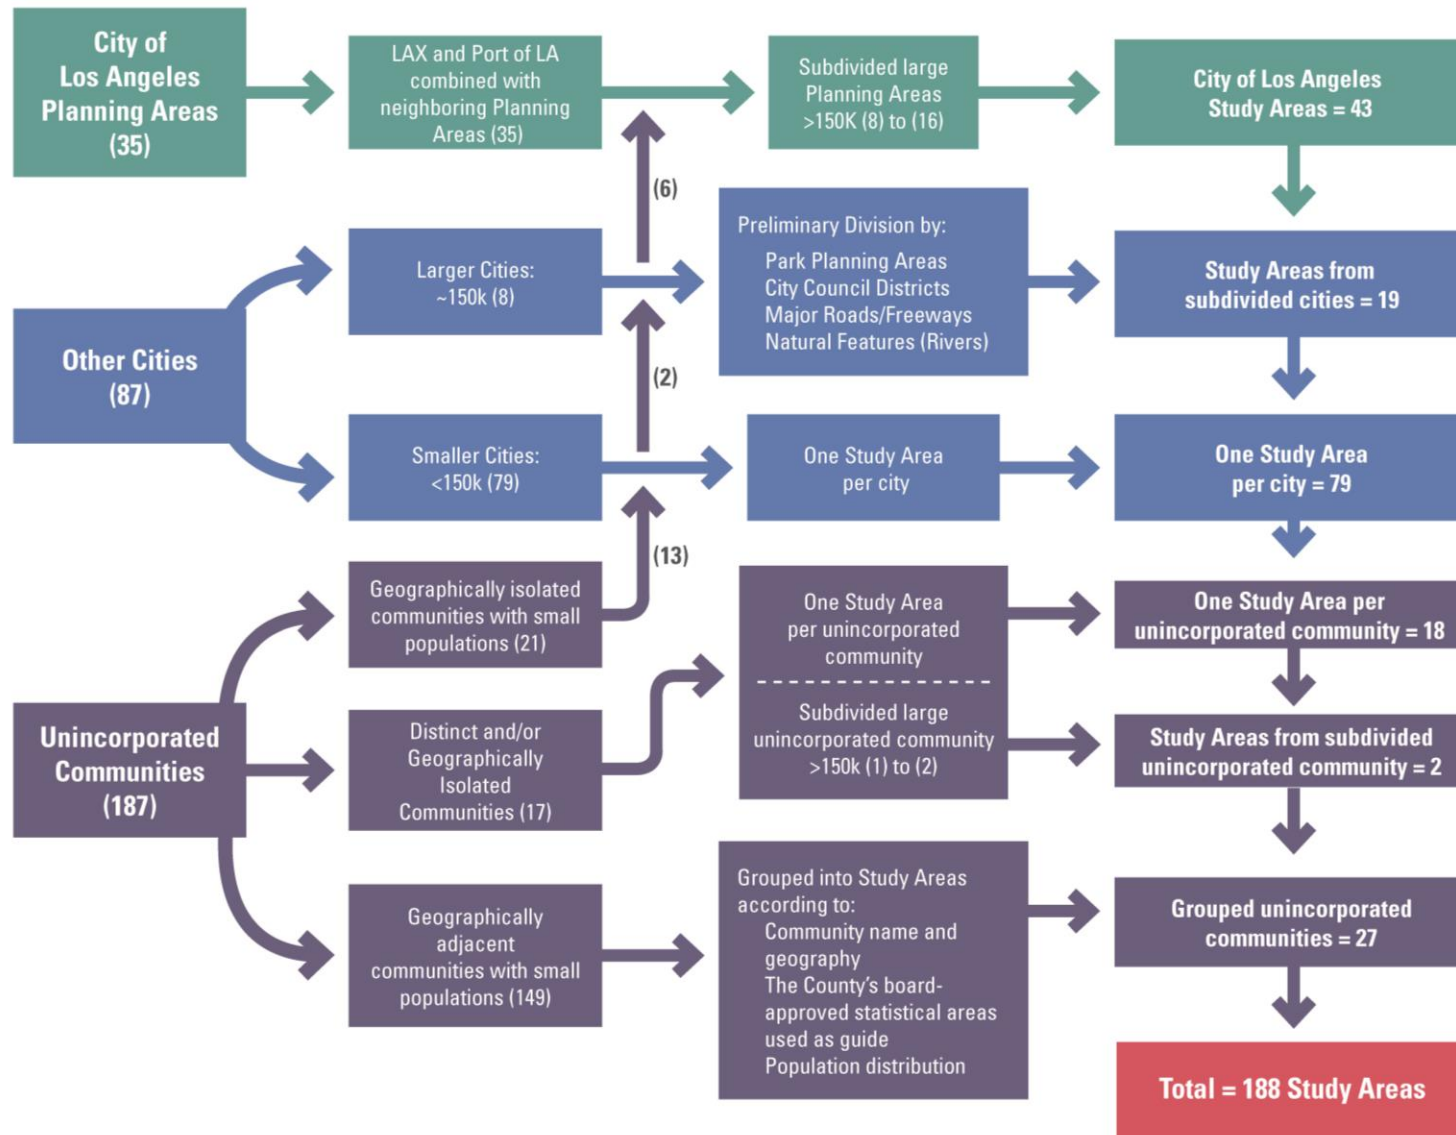 City of
Los Angeles
Planning Areas
(35)
LAX and Port of LA
combined with
neighboring Planning
Areas (35)
Subdivided large
Planning Areas
>150K (8) to (16)
City of Los Angeles
Study Areas = 43
(6)
Other Cities
(87)
Larger Cities:
~150k (8)
Preliminary Division by:
Park Planning Areas
City Council Districts
Major Roads/Freeways
Natural Features (Rivers)
Study Areas from
subdivided cities = 19
(2)
Smaller Cities:
<150k (79)
One Study Area
per city
One Study Area
per city = 79
(13)
Unincorporated
Communities
(187)
Geographically isolated
communities with small
populations (21)
Distinct and/or
Geographically
Isolated
Communities (17)
One Study Area
per unincorporated
community
Subdivided large
unincorporated community
>150k (1) to (2)
One Study Area per
unincorporated community = 18
Study Areas from subdivided
unincorporated community = 2
Geographically
adjacent
communities with small
populations (149)
Grouped into Study Areas
according to:
Community name and
geography
The County's board-
approved statistical areas
used as guide
Population distribution
Grouped unincorporated
communities = 27
Total = 188 Study Areas